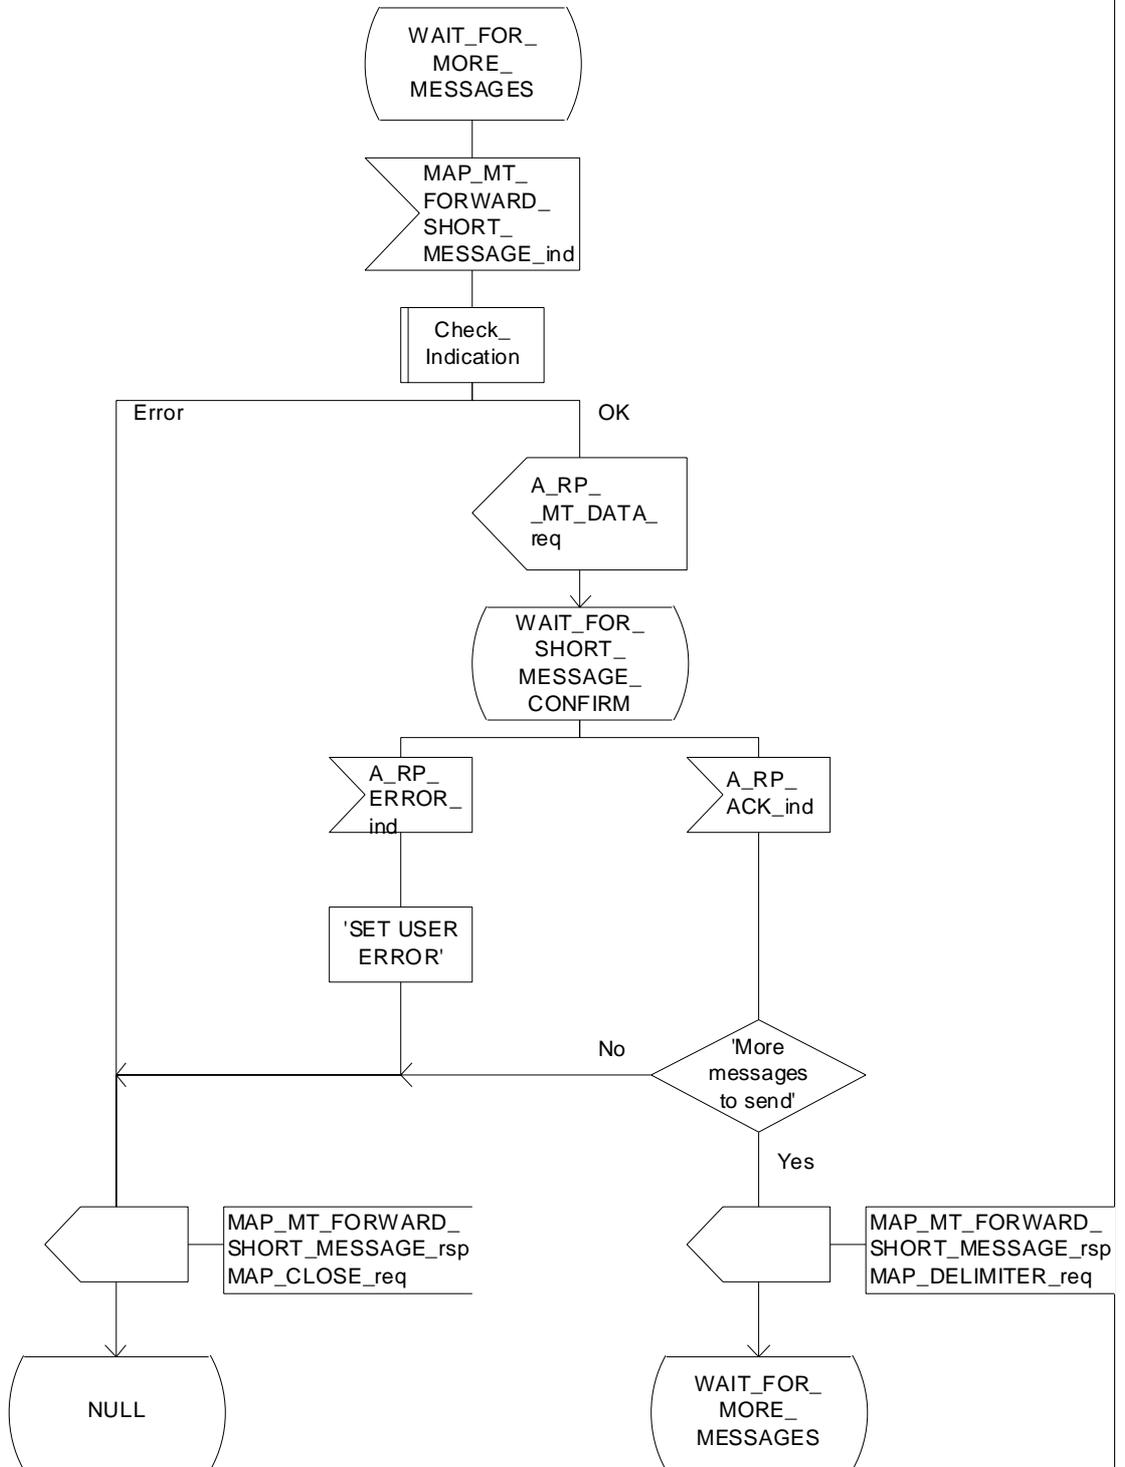 WAIT_FOR_
MORE_
MESSAGES
MAP_MT_
FORWARD_
SHORT_
MESSAGE_ind
Check_
Indication
Error
OK
A_RP_
_MT_DATA_
req
WAIT_FOR_
SHORT_
MESSAGE_
CONFIRM
A_RP_
ERROR_
ind
A_RP_
ACK_ind
'SET USER
ERROR'
No
'More
messages
to send'
Yes
MAP_MT_FORWARD_
SHORT_MESSAGE_rsp
MAP_CLOSE_req
MAP_MT_FORWARD_
SHORT_MESSAGE_rsp
MAP_DELIMITER_req
NULL
WAIT_FOR_
MORE_
MESSAGES